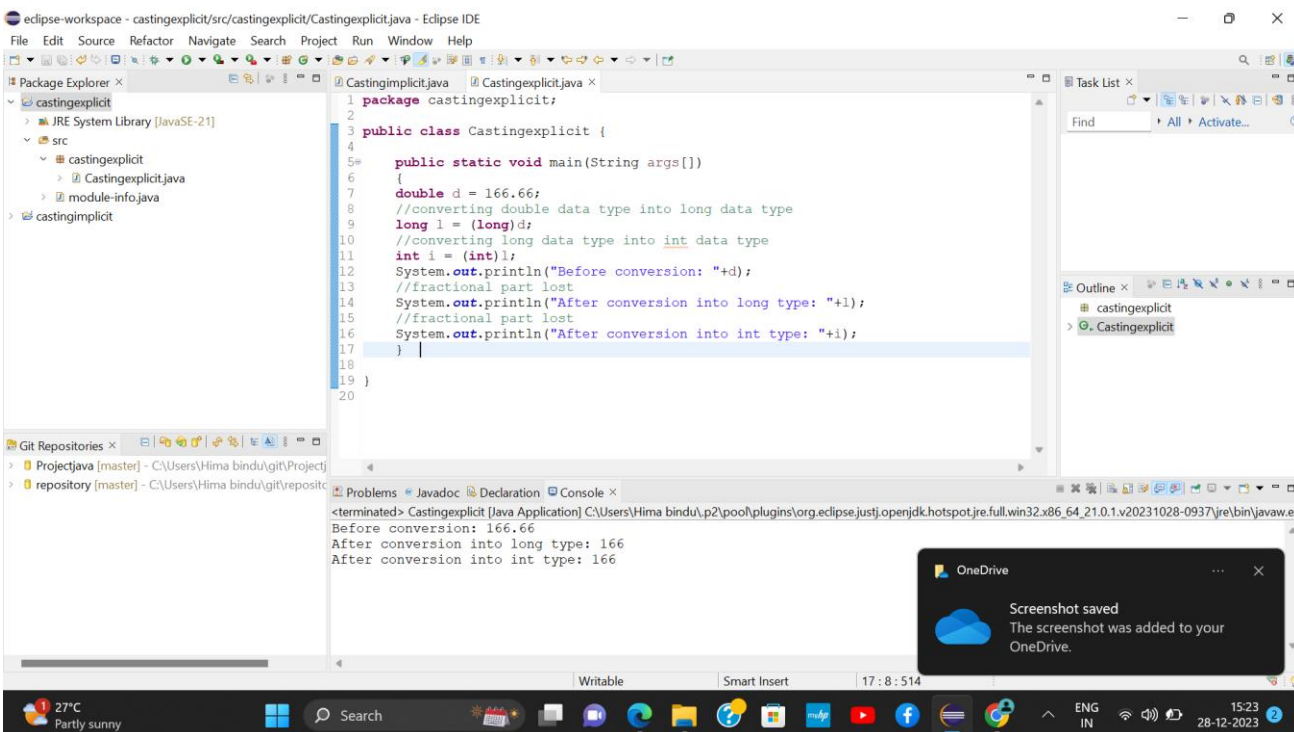 eclipse-workspace - castingexplicit/src/castingexplicit/Castingexplicit.java - Eclipse IDE
File Edit Source Refactor Navigate Search Project Run Window Help
Package Explorer
castingexplicit
JRE System Library [JavaSE-21]
src
castingexplicit
Castingexplicit.java
module-info.java
castingimplicit
Git Repositories
Projectjava [master] - C:\Users\Hima bindu\git\Projectj
repository [master] - C:\Users\Hima bindu\git\reposito
Castingimplicit.java Castingexplicit.java
1 package castingexplicit;
2
3 public class Castingexplicit {
4
5 public static void main(String args[])
6 {
7 double d = 166.66;
8 //converting double data type into long data type
9 long l = (long)d;
10 //converting long data type into int data type
11 int i = (int)l;
12 System.out.println("Before conversion: "+d);
13 //fractional part lost
14 System.out.println("After conversion into long type: "+l);
15 //fractional part lost
16 System.out.println("After conversion into int type: "+i);
17 }
18
19 }
20
Task List
Find All Activate...
Outline
castingexplicit
Castingexplicit
Problems Javadoc Declaration Console
<terminated> Castingexplicit [Java Application] C:\Users\Hima bindu\.p2\pool\plugins\org.eclipse.justj.openjdk.hotspot.jre.full.win32.x86_64_21.0.1.v20231028-0937\jre\bin\javaw.e
Before conversion: 166.66
After conversion into long type: 166
After conversion into int type: 166
OneDrive
Screenshot saved
The screenshot was added to your
OneDrive.
Writable Smart Insert 17 : 8 : 514
1
27°C
Partly sunny
Search
ENG
IN
15:23
28-12-2023
2